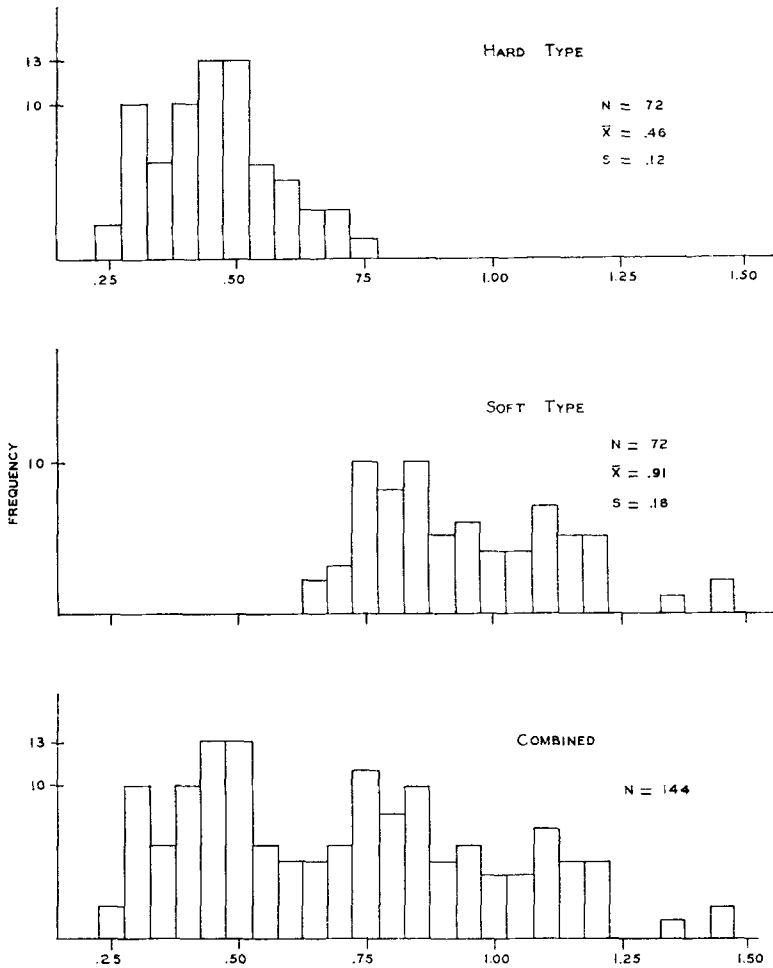 HARD TYPE
13
10
N = 72
X̄ = .46
S = .12
.25
.50
75
1.00
1.25
1.50
SOFT TYPE
FREQUENCY
10
N = 72
X̄ = .91
S = .18
COMBINED
13
10
N = 144
.25
.50
.75
1.00
1.25
1.50